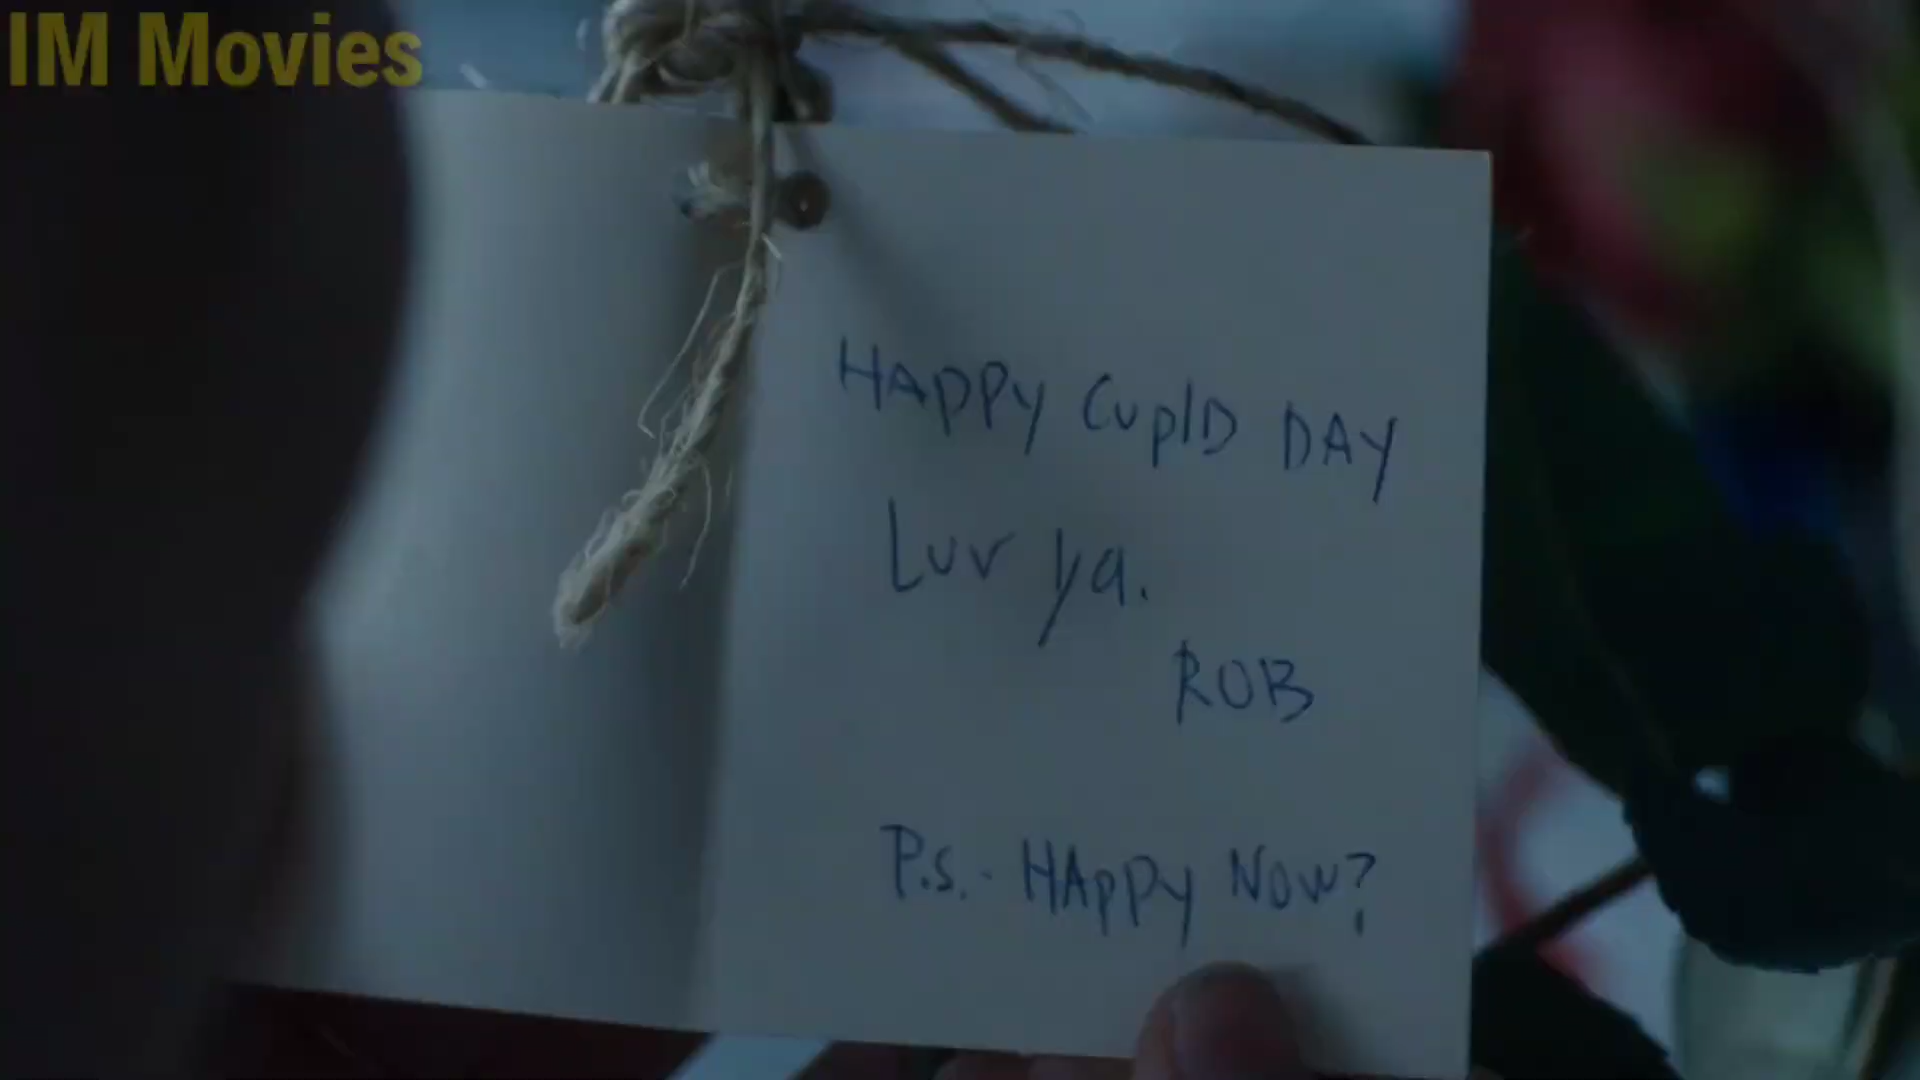 IM Movies
HAPPY CUPID DAY
Luv ya.
ROB
P.S. - HAPPY NOW?